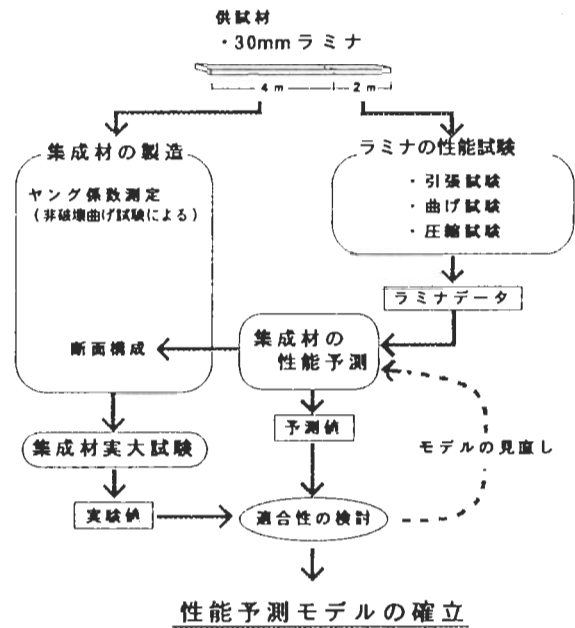 供試材
・30mmラミナ
4 m
2 m
集成材の製造
ヤング係数測定
(非破壊曲げ試験による)
断面構成
ラミナの性能試験
・引張試験
・曲げ試験
・圧縮試験
ラミナデータ
集成材の
性能予測
予測値
モデルの見直し
集成材実大試験
実験値
適合性の検討
性能予測モデルの確立